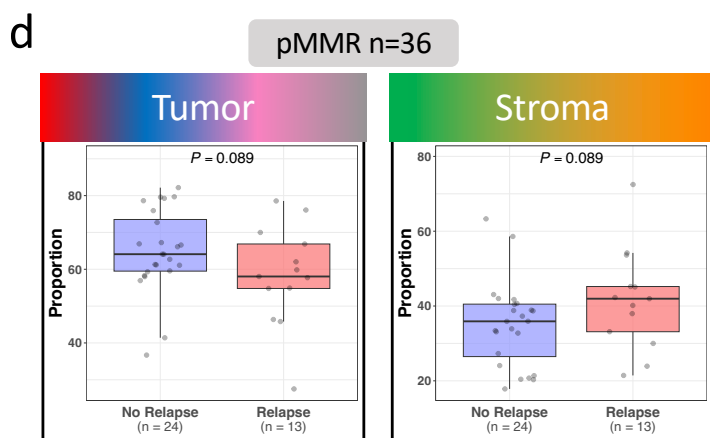 d
pMMR n=36
Tumor
Stroma
P = 0.089
80
60
40
Proportion
No Relapse
(n = 24)
Relapse
(n = 13)
P = 0.089
80
60
40
20
Proportion
No Relapse
(n = 24)
Relapse
(n = 13)